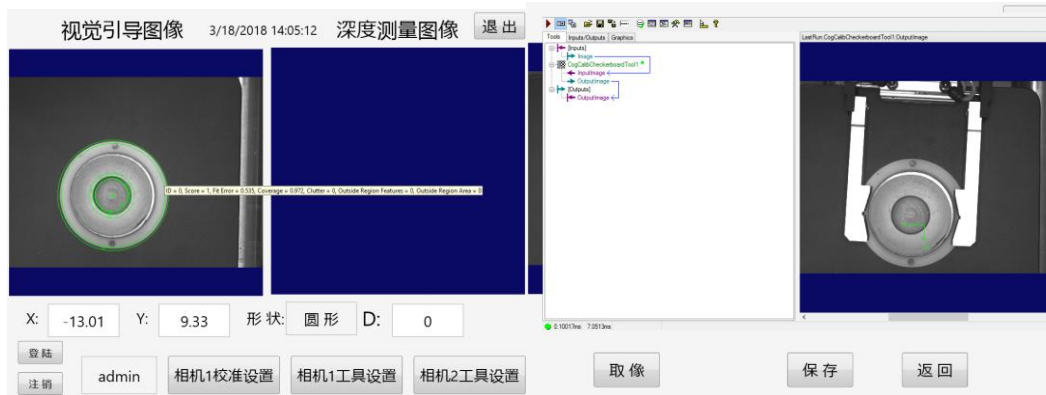 视觉引导图像
3/18/2018 14:05:12
深度测量图像
退出
ID = 0, Score = 1, Fit Error = 0.535, Coverage = 0.972, Clutter = 0, Outside Region Features = 0, Outside Region Area = 0
X:
-13.01
Y:
9.33
形状:
圆形
D:
0
登陆
注销
admin
相机1校准设置
相机1工具设置
相机2工具设置
Tools
Inputs/Outputs
Graphics
[Inputs]
Image
CogCalibCheckerboardTool1
InputImage
OutputImage
[Outputs]
OutputImage
LastRun.CogCalibCheckerboardTool1.OutputImage
0.10017ms 7.0513ms
取像
保存
返回